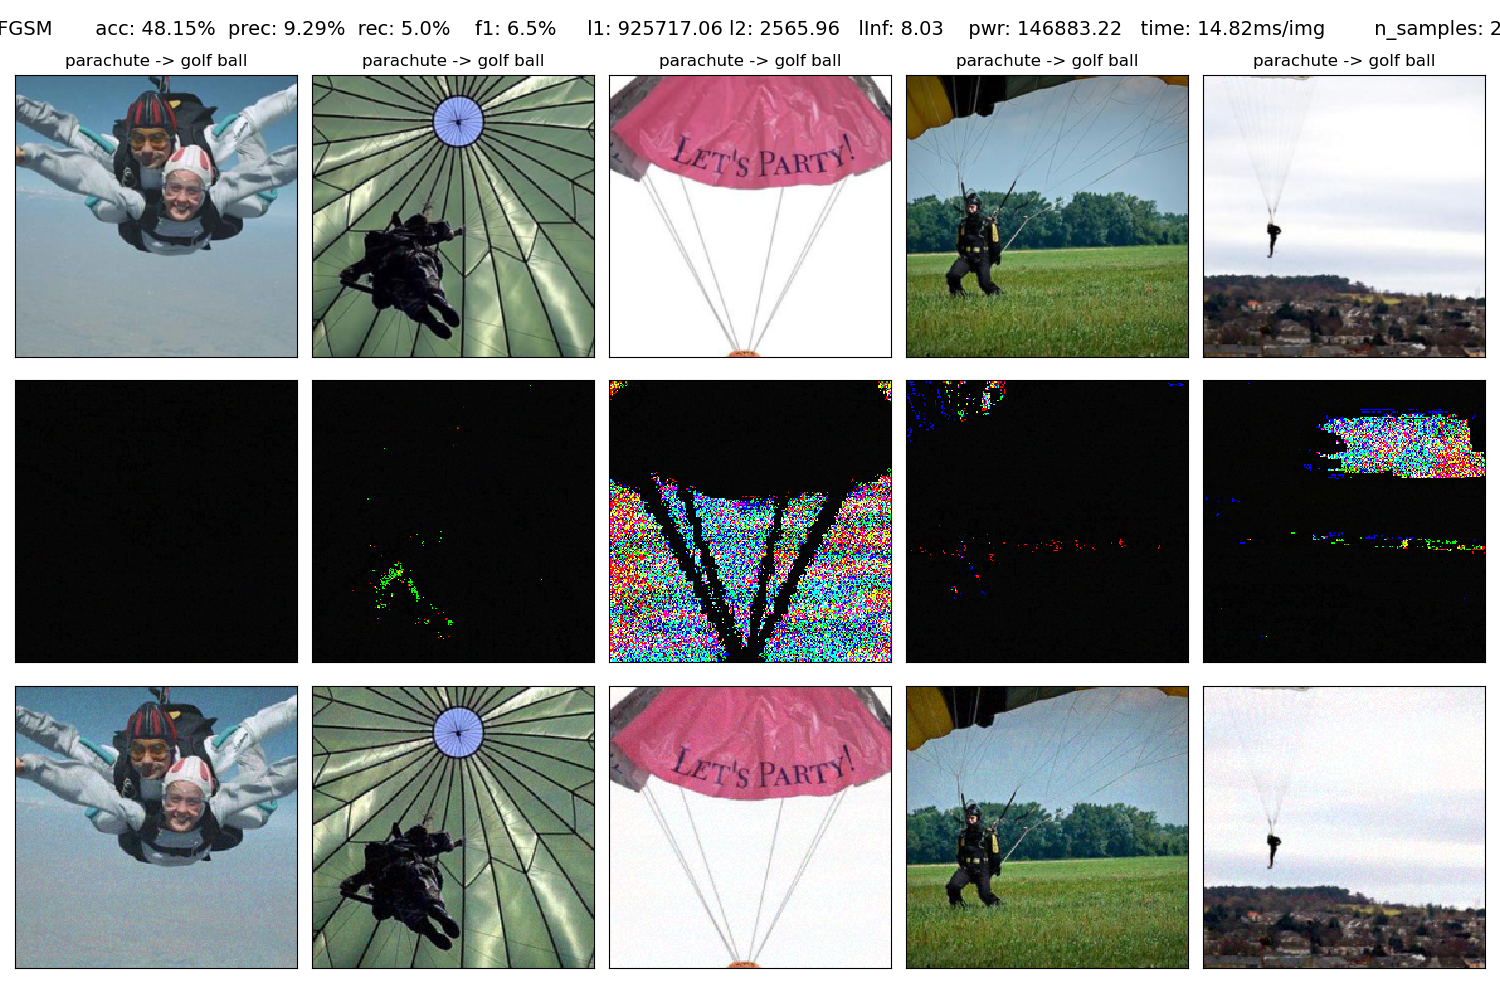 FGSM acc: 48.15% prec: 9.29% rec: 5.0% f1: 6.5% l1: 925717.06 l2: 2565.96 lInf: 8.03 pwr: 146883.22 time: 14.82ms/img n_samples: 2
parachute -> golf ball parachute -> golf ball parachute -> golf ball parachute -> golf ball parachute -> golf ball
LET'S PARTY!
LET'S PARTY!